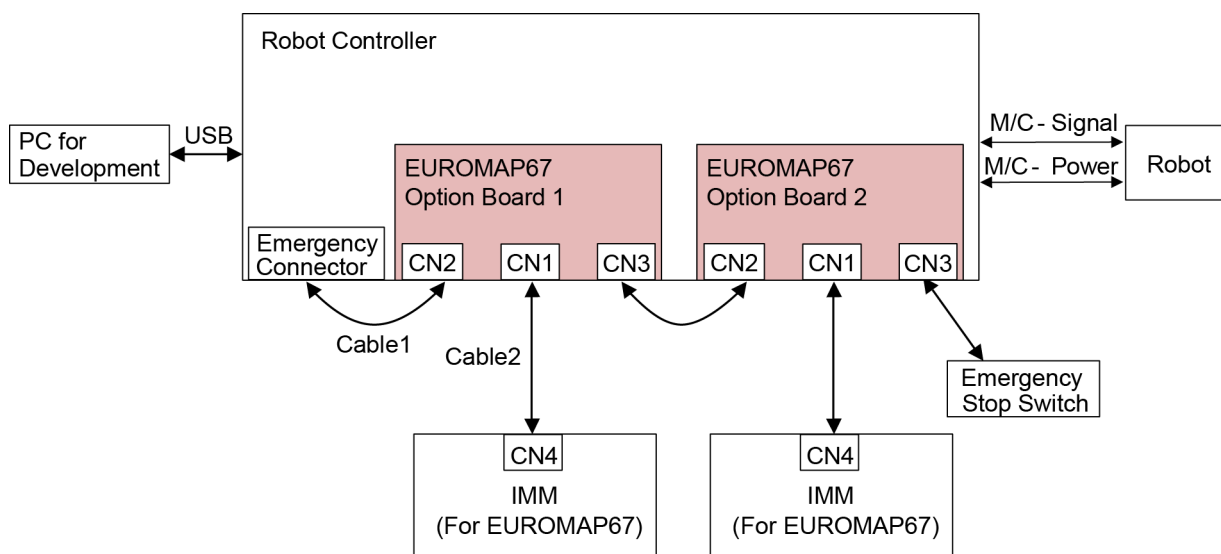 Robot Controller
PC for
Development
USB
EUROMAP67
Option Board 1
EUROMAP67
Option Board 2
M/C - Signal
M/C - Power
Robot
Emergency
Connector
CN2
CN1
CN3
CN2
CN1
CN3
Cable1
Cable2
Emergency
Stop Switch
CN4
IMM
(For EUROMAP67)
CN4
IMM
(For EUROMAP67)